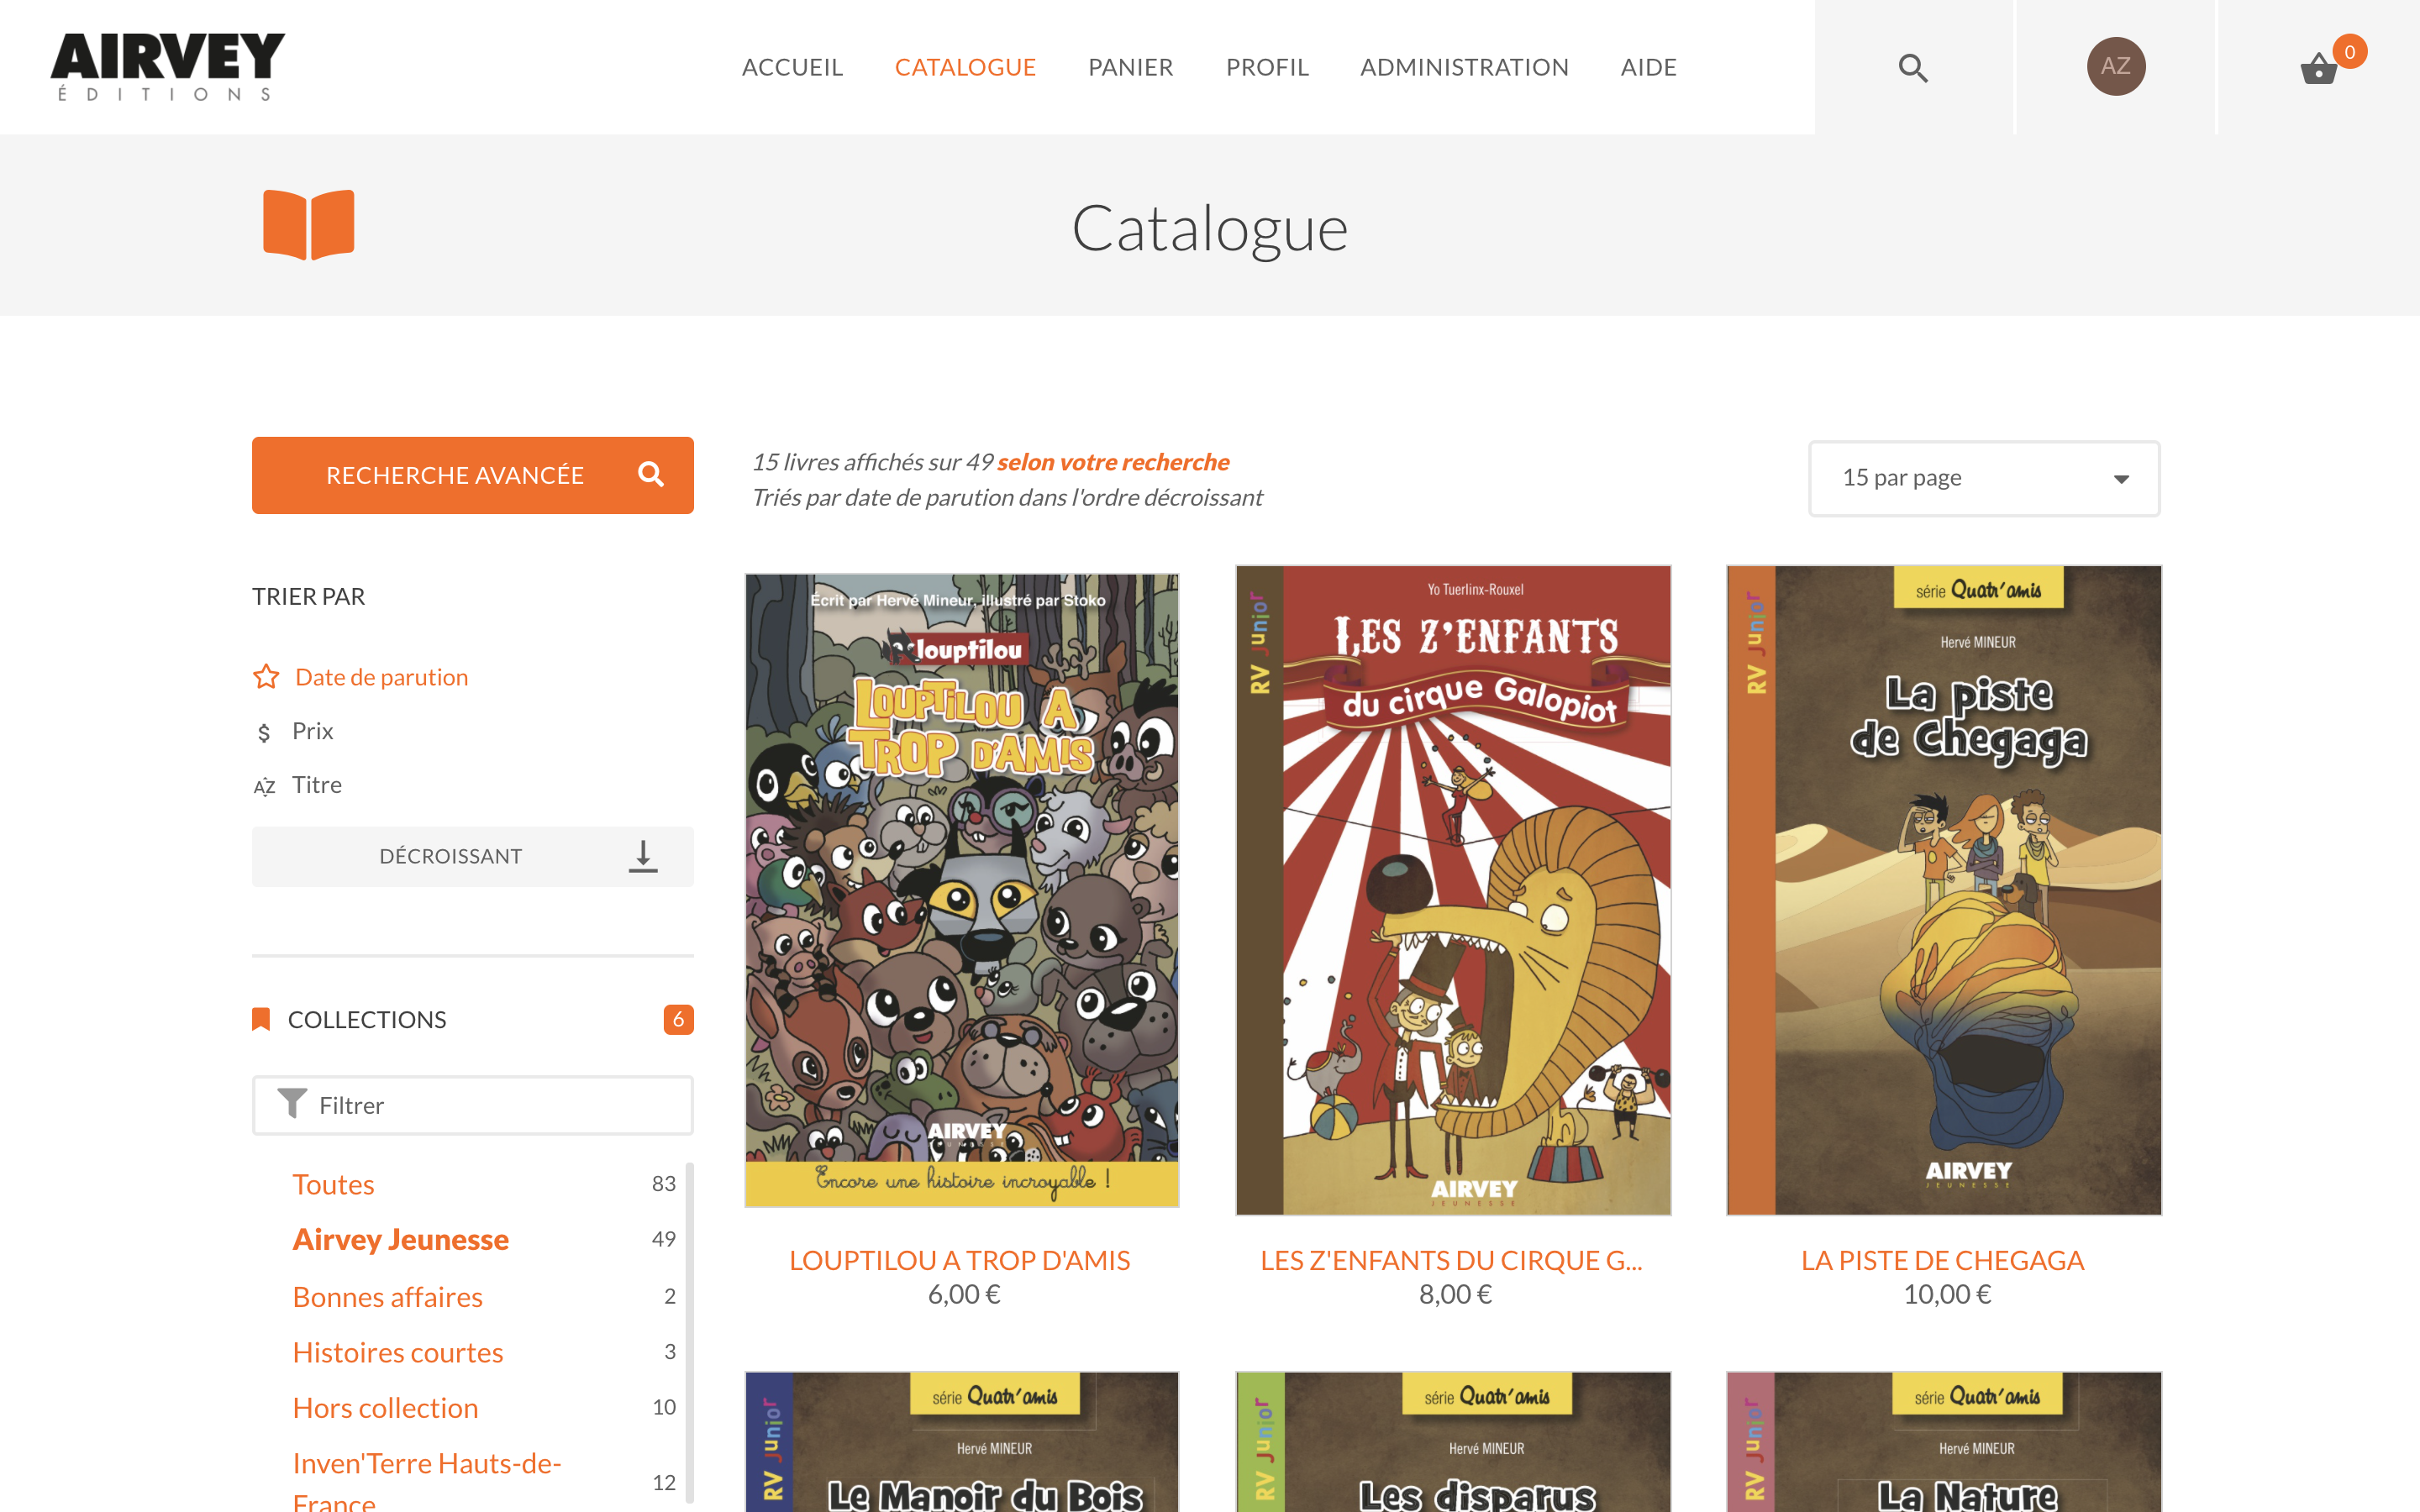 AIRVEY
ÉDITIONS
ACCUEIL
CATALOGUE
PANIER
PROFIL
ADMINISTRATION
AIDE
AZ
0
Catalogue
RECHERCHE AVANCÉE
15 livres affichés sur 49 selon votre recherche
Triés par date de parution dans l'ordre décroissant
15 par page
TRIER PAR
Date de parution
$ Prix
AZ Titre
DÉCROISSANT
COLLECTIONS
6
Filtrer
Toutes 83
Airvey Jeunesse 49
Bonnes affaires 2
Histoires courtes 3
Hors collection 10
Inven'Terre Hauts-de-
France
12
Écrit par Hervé Mineur, illustré par Stoko
louptilou
LOUPTILOU A
TROP D'AMIS
AIRVEY
JEUNESSE
Encore une histoire incroyable !
LOUPTILOU A TROP D'AMIS
6,00 €
RV Junior
Yo Tuerlinx-Rouxel
LES Z'ENFANTS
du cirque Galopiot
AIRVEY
JEUNESSE
LES Z'ENFANTS DU CIRQUE G...
8,00 €
RV Junior
série Quatr'amis
Hervé MINEUR
La piste
de Chegaga
AIRVEY
JEUNESSE
LA PISTE DE CHEGAGA
10,00 €
RV Junior
série Quatr'amis
Hervé MINEUR
Le Manoir du Bois
RV Junior
série Quatr'amis
Hervé MINEUR
Les disparus
RV Junior
série Quatr'amis
Hervé MINEUR
La Nature